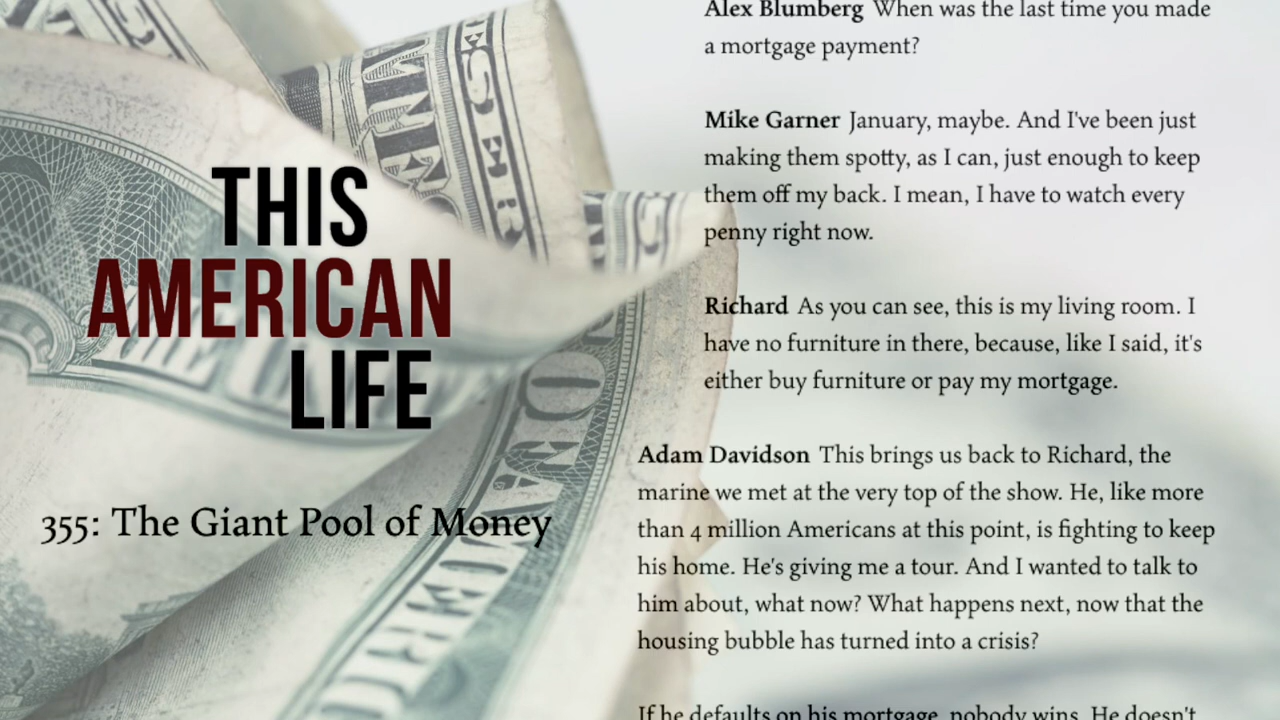 THIS
AMERICAN
LIFE
355: The Giant Pool of Money
Alex Blumberg When was the last time you made
a mortgage payment?
Mike Garner January, maybe. And I've been just
making them spotty, as I can, just enough to keep
them off my back. I mean, I have to watch every
penny right now.
Richard As you can see, this is my living room. I
have no furniture in there, because, like I said, it's
either buy furniture or pay my mortgage.
Adam Davidson This brings us back to Richard, the
marine we met at the very top of the show. He, like more
than 4 million Americans at this point, is fighting to keep
his home. He's giving me a tour. And I wanted to talk to
him about, what now? What happens next, now that the
housing bubble has turned into a crisis?
If he defaults on his mortgage, nobody wins. He doesn't